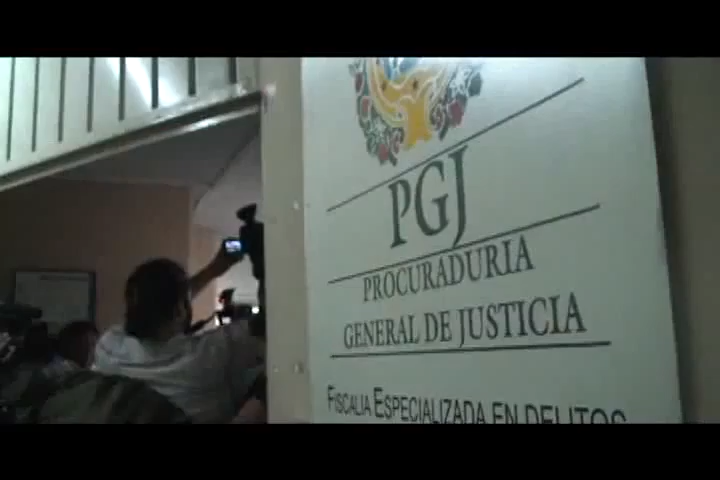 PGJ
PROCURADURIA
GENERAL DE JUSTICIA
FISCALIA ESPECIALIZADA EN DELITOS